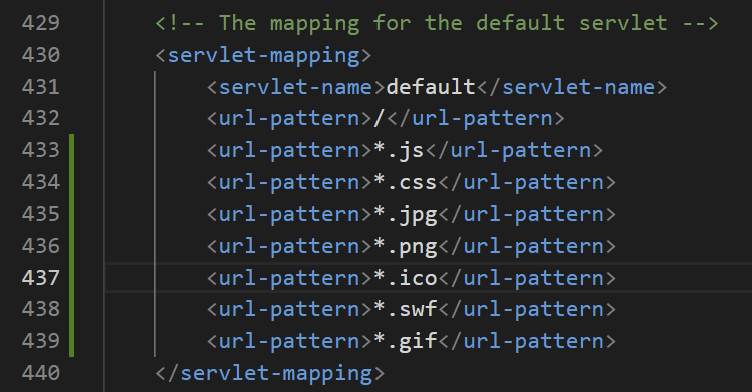 429 <!-- The mapping for the default servlet -->
430 <servlet-mapping>
431 <servlet-name>default</servlet-name>
432 <url-pattern>/</url-pattern>
433 <url-pattern>*.js</url-pattern>
434 <url-pattern>*.css</url-pattern>
435 <url-pattern>*.jpg</url-pattern>
436 <url-pattern>*.png</url-pattern>
437 <url-pattern>*.ico</url-pattern>
438 <url-pattern>*.swf</url-pattern>
439 <url-pattern>*.gif</url-pattern>
440 </servlet-mapping>